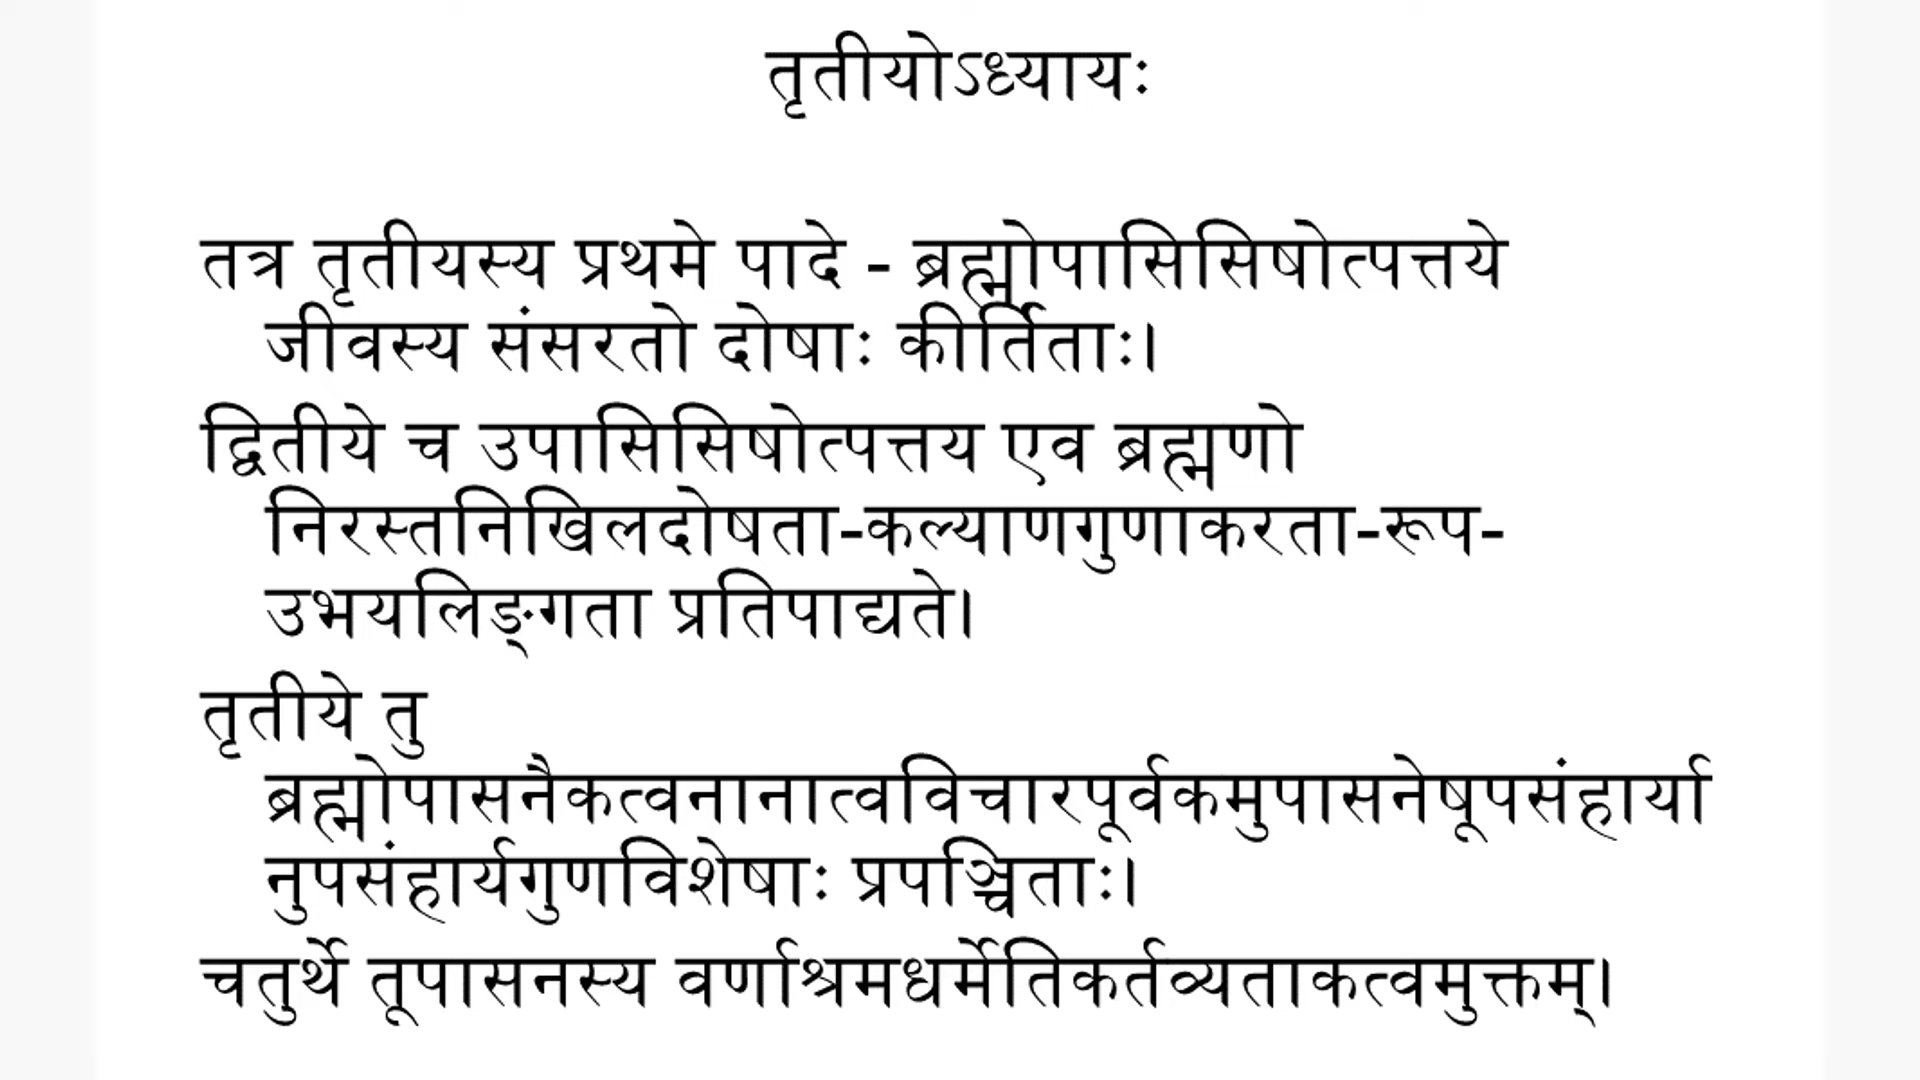 तृतीयोऽध्यायः
तत्र तृतीयस्य प्रथमे पादे - ब्रह्मोपासिसिषोत्पत्तये
जीवस्य संसरतो दोषाः कीर्तिताः।
द्वितीये च उपासिसिषोत्पत्तय एव ब्रह्मणो
निरस्तनिखिलदोषता-कल्याणगुणाकरता-रूप-
उभयलिङ्गता प्रतिपाद्यते।
तृतीये तु
ब्रह्मोपासनैकत्वनानात्वविचारपूर्वकमुपासनेषूपसंहार्या
नुपसंहार्यगुणविशेषाः प्रपञ्चिताः।
चतुर्थे तूपासनस्य वर्णाश्रमधर्मेतिकर्तव्यताकत्वमुक्तम्।